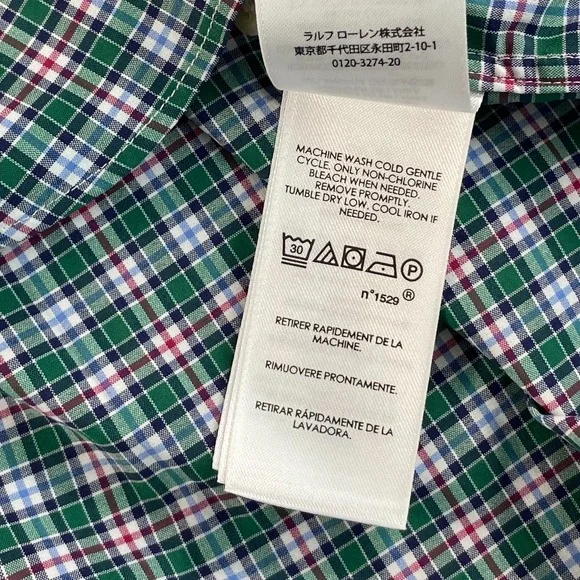 ラルフ ローレン株式会社
東京都千代田区永田町2-10-1
0120-3274-20
MACHINE WASH COLD GENTLE
CYCLE. ONLY NON-CHLORINE
BLEACH WHEN NEEDED.
REMOVE PROMPTLY.
TUMBLE DRY LOW. COOL IRON IF
NEEDED.
30 P
n°1529 ®
RETIRER RAPIDEMENT DE LA
MACHINE.
RIMUOVERE PRONTAMENTE.
RETIRAR RÁPIDAMENTE DE LA
LAVADORA.